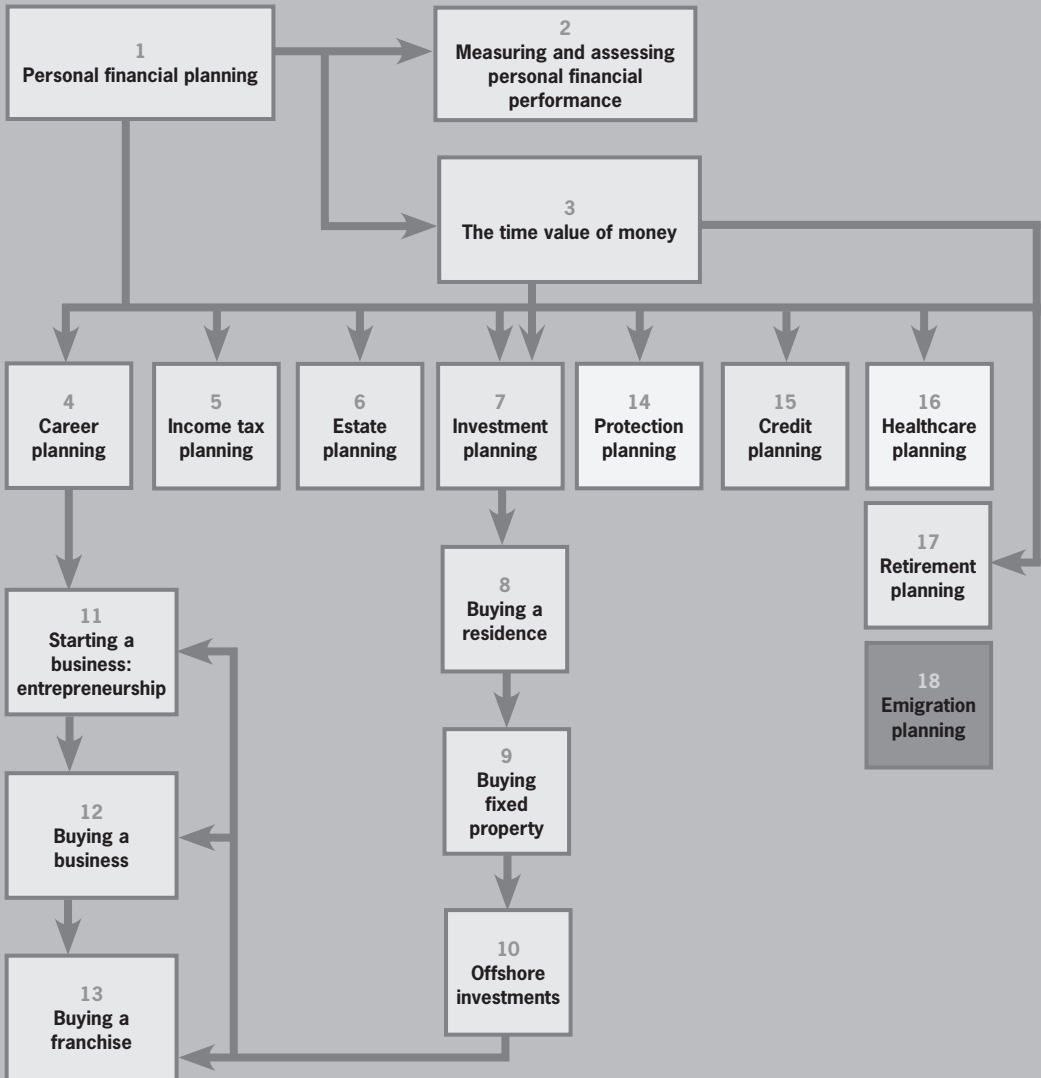 1
Personal financial planning
2
Measuring and assessing
personal financial
performance
3
The time value of money
4
Career
planning
5
Income tax
planning
6
Estate
planning
7
Investment
planning
14
Protection
planning
15
Credit
planning
16
Healthcare
planning
17
Retirement
planning
18
Emigration
planning
8
Buying a
residence
9
Buying
fixed
property
10
Offshore
investments
11
Starting a
business:
entrepreneurship
12
Buying a
business
13
Buying a
franchise